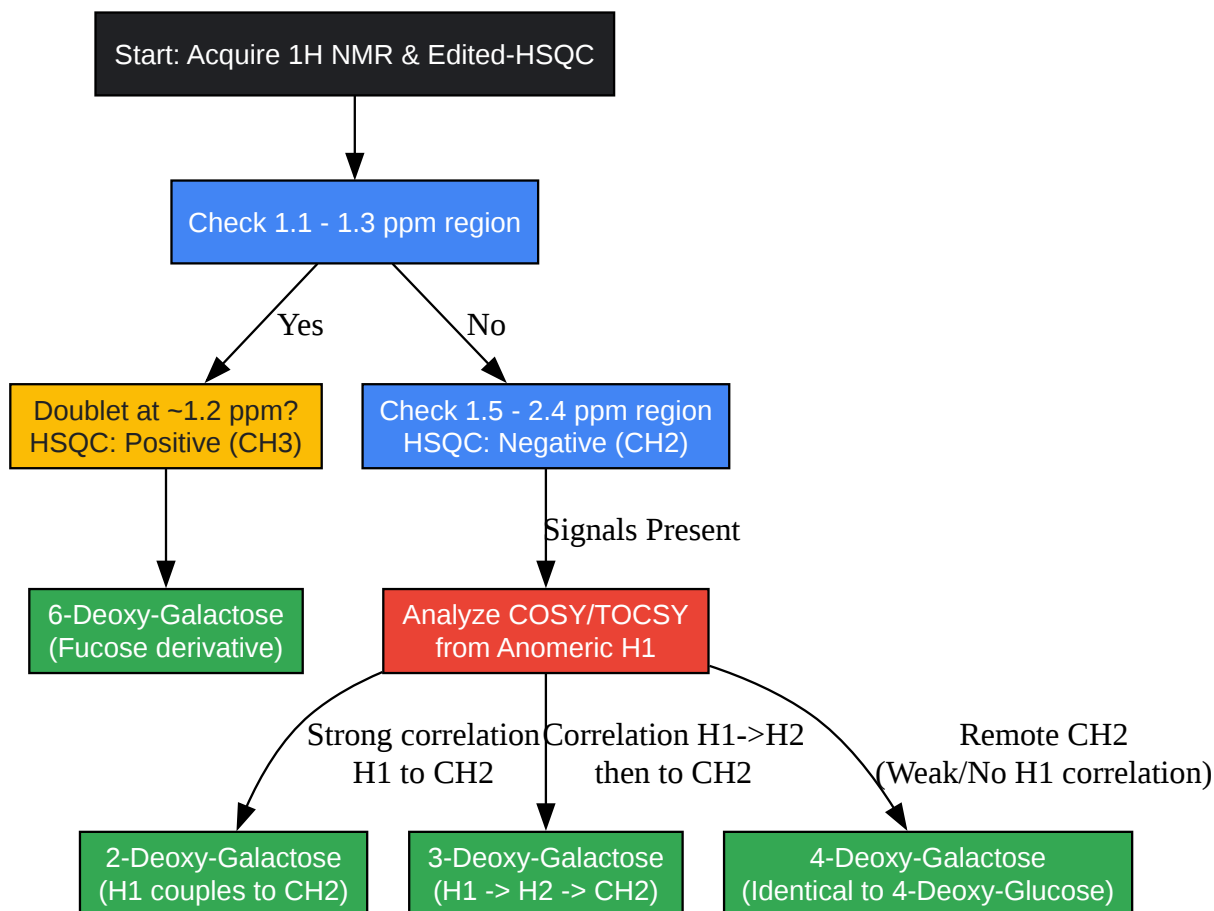 Start: Acquire 1H NMR & Edited-HSQC
Check 1.1 - 1.3 ppm region
Yes
No
Doublet at ~1.2 ppm?
HSQC: Positive (CH3)
Check 1.5 - 2.4 ppm region
HSQC: Negative (CH2)
Signals Present
6-Deoxy-Galactose
(Fucose derivative)
Analyze COSY/TOCSY
from Anomeric H1
Strong correlation
H1 to CH2
Correlation H1->H2
then to CH2
Remote CH2
(Weak/No H1 correlation)
2-Deoxy-Galactose
(H1 couples to CH2)
3-Deoxy-Galactose
(H1 -> H2 -> CH2)
4-Deoxy-Galactose
(Identical to 4-Deoxy-Glucose)